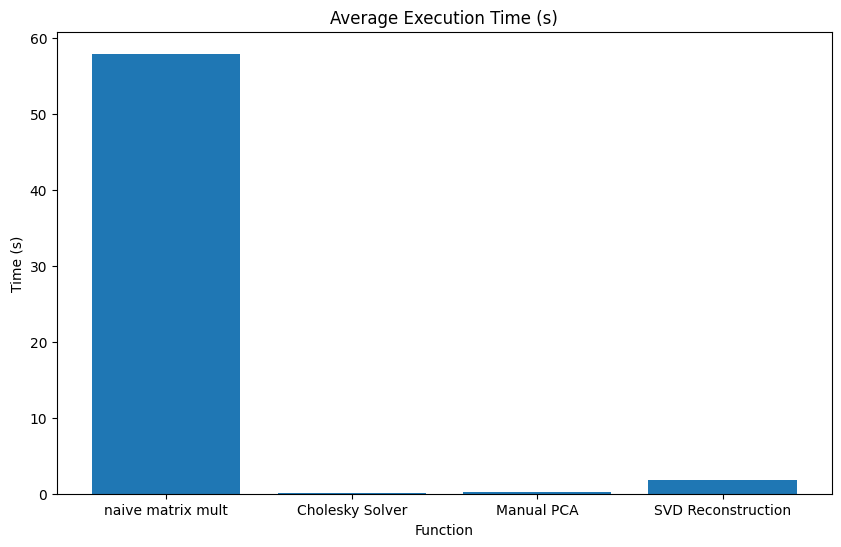 Average Execution Time (s)
60
50
40
30
20
10
0
Time (s)
naive matrix mult
Cholesky Solver
Manual PCA
SVD Reconstruction
Function